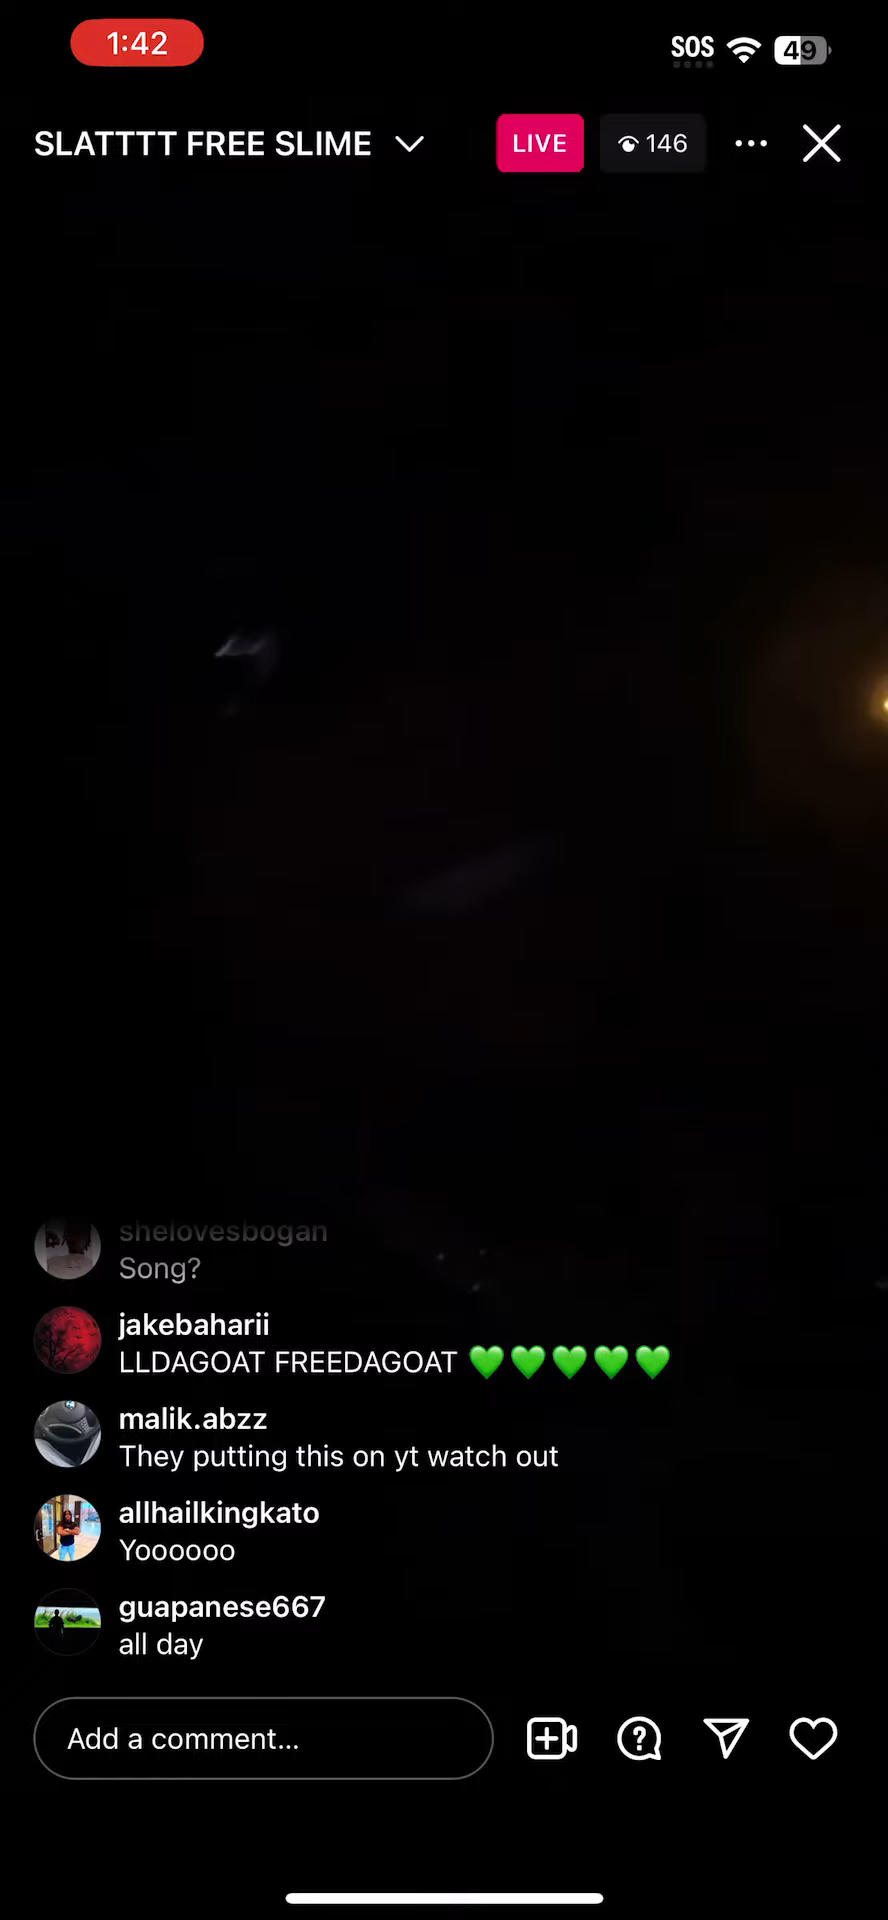 1:42
SOS
49
SLATTTT FREE SLIME
LIVE
146
shelovesbogan
Song?
jakebaharii
LLDAGOAT FREEDAGOAT 💚💚💚💚💚
malik.abzz
They putting this on yt watch out
allhailkingkato
Yoooooo
guapanese667
all day
Add a comment...